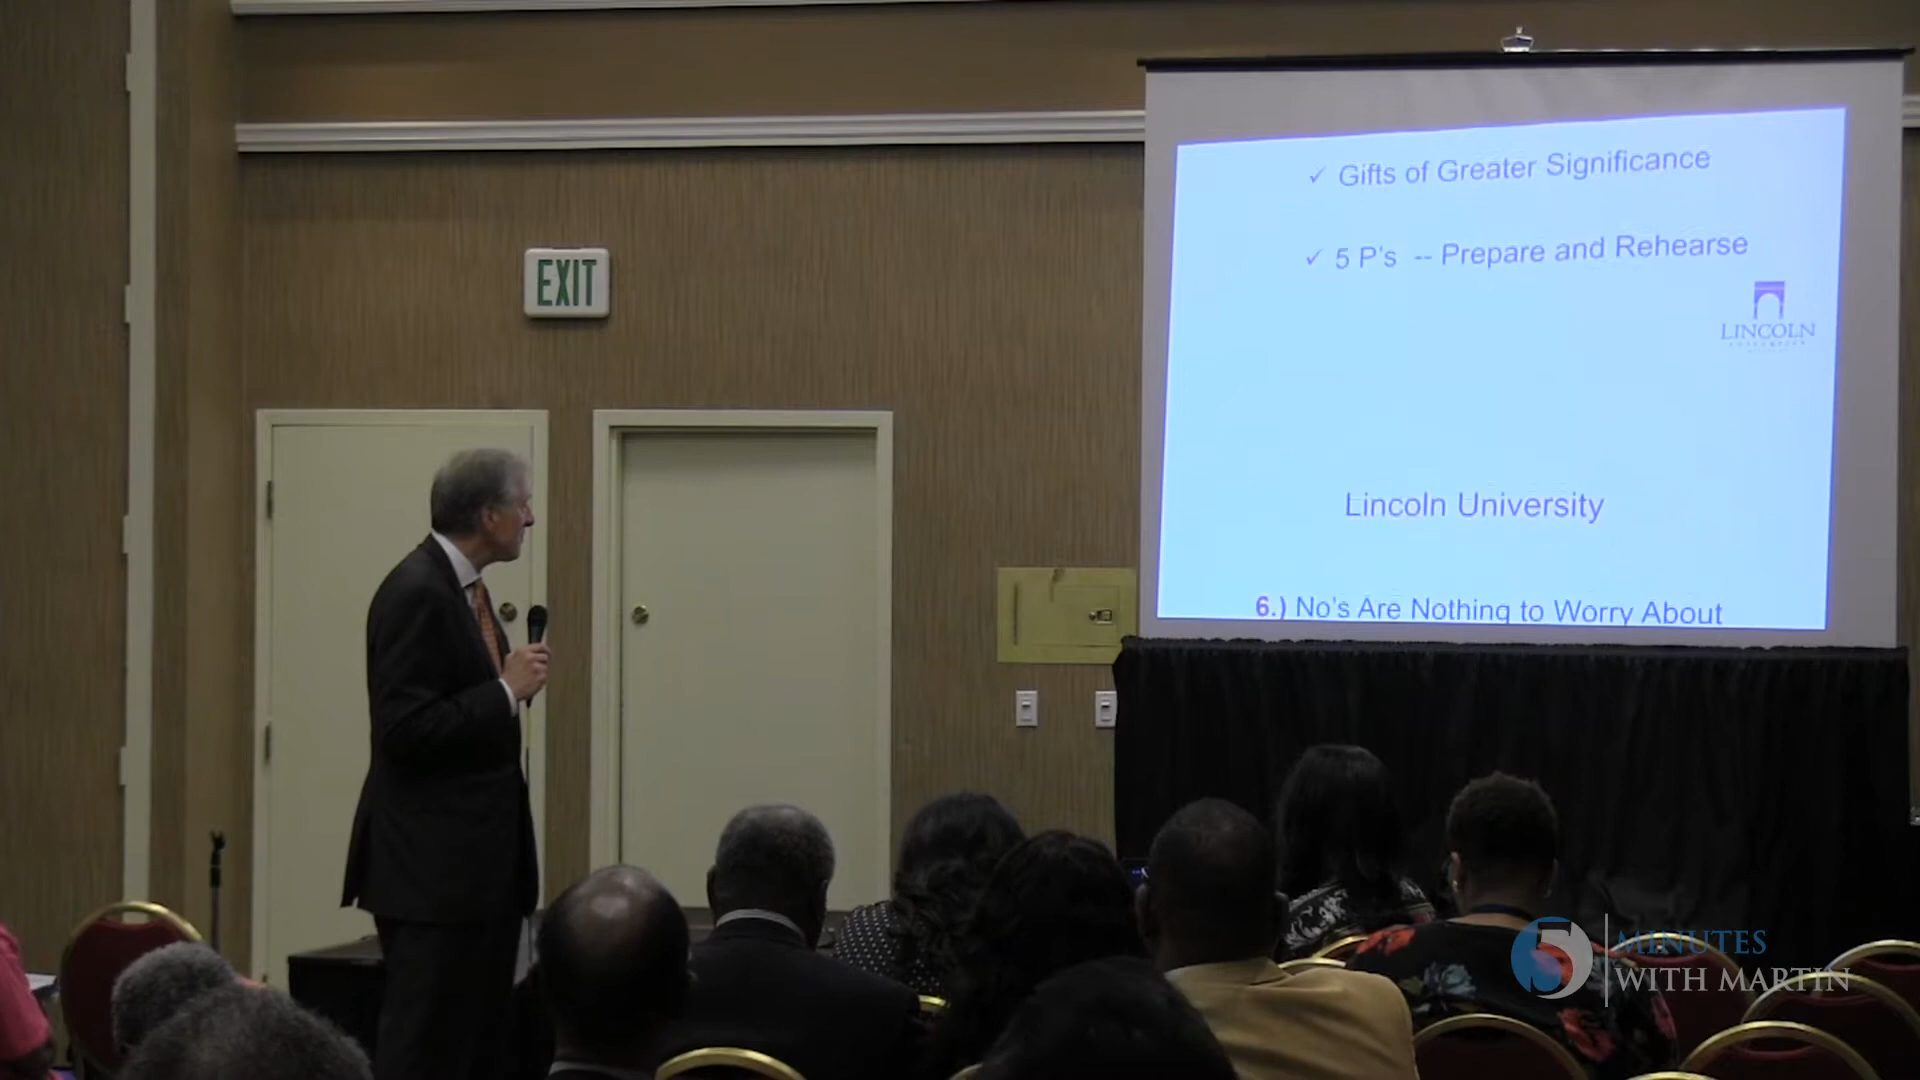 ✓ Gifts of Greater Significance
✓ 5 P's -- Prepare and Rehearse
EXIT
LINCOLN
Lincoln University
6.) No's Are Nothing to Worry About
5 MINUTES
WITH MARTIN